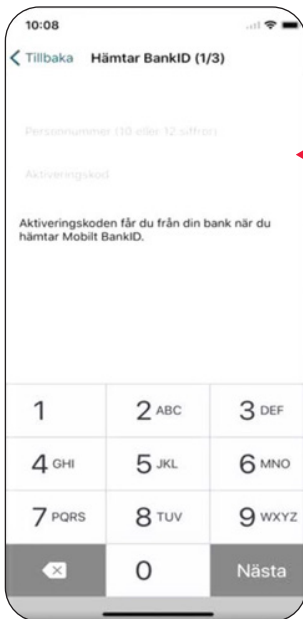 10:08
Tillbaka Hämtar BankID (1/3)
Personnummer (10 eller 12 siffror)
Aktiveringskod
Aktiveringskoden får du från din bank när du
hämtar Mobilt BankID.
1 2 ABC 3 DEF
4 GHI 5 JKL 6 MNO
7 PQRS 8 TUV 9 WXYZ
0 Nästa